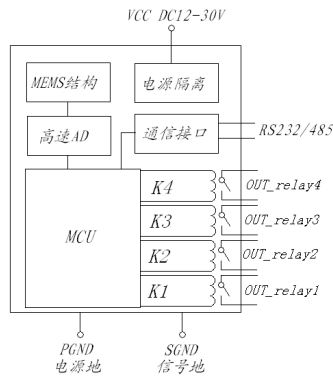 VCC DC12-30V
MEMS结构
电源隔离
高速AD
通信接口
RS232/485
MCU
K4
OUT_relay4
K3
OUT_relay3
K2
OUT_relay2
K1
OUT_relay1
PGND
电源地
SGND
信号地